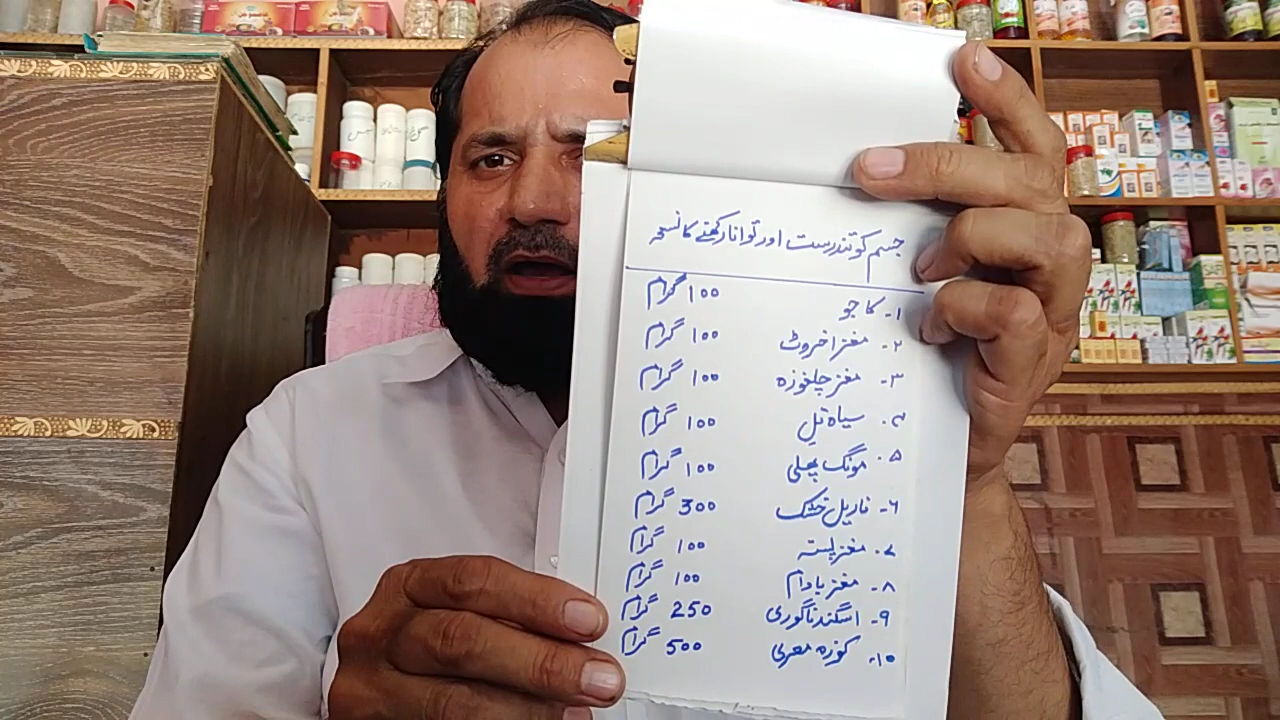 جسم کو تندرست اور توانا رکھنے کا نسخہ
۱- کاجو 100 گرام
۲- مغز اخروٹ 100 گرام
۳- مغز چلغوزہ 100 گرام
۴- سیاہ تل 100 گرام
۵- مونگ پھلی 100 گرام
۶- ناریل خشک 300 گرام
۷- مغز پستہ 100 گرام
۸- مغز بادام 100 گرام
۹- اسگندناگوری 250 گرام
۱۰- کوزہ مصری 500 گرام